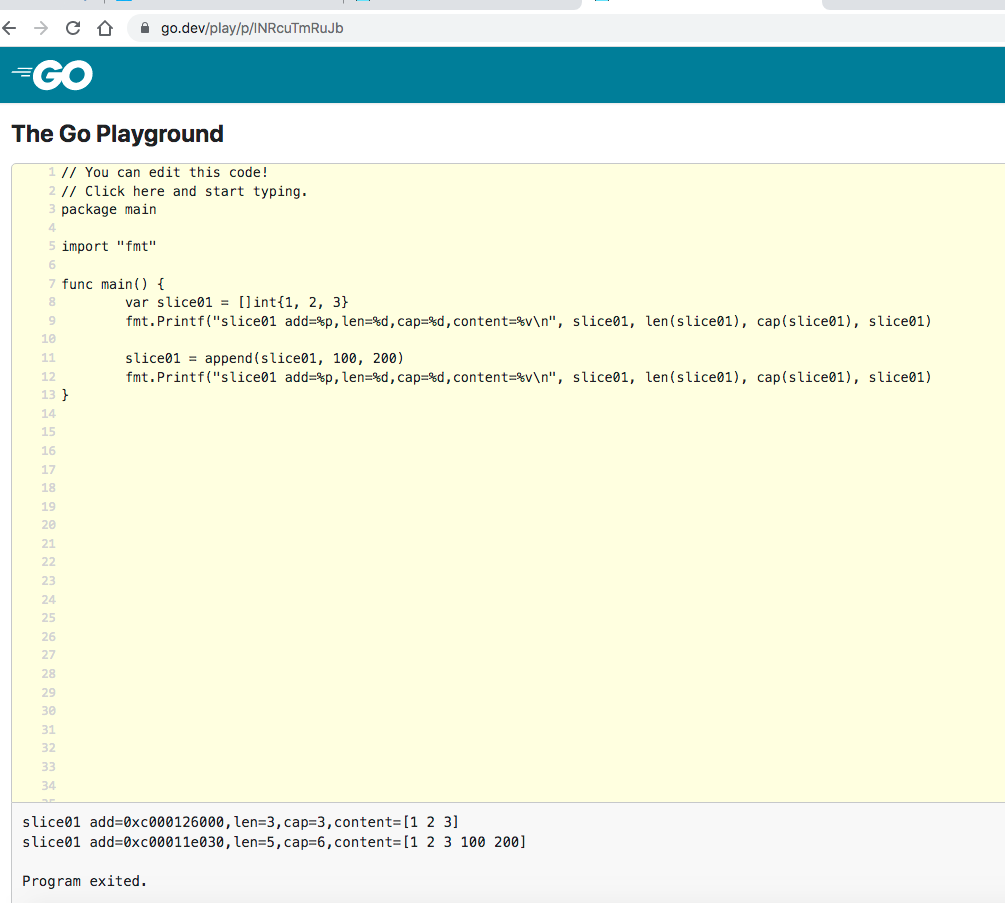 go.dev/play/p/lNRcuTmRuJb
GO
The Go Playground
1 // You can edit this code!
2 // Click here and start typing.
3 package main
4
5 import "fmt"
6
7 func main() {
8 var slice01 = []int{1, 2, 3}
9 fmt.Printf("slice01 add=%p,len=%d,cap=%d,content=%v\n", slice01, len(slice01), cap(slice01), slice01)
10
11 slice01 = append(slice01, 100, 200)
12 fmt.Printf("slice01 add=%p,len=%d,cap=%d,content=%v\n", slice01, len(slice01), cap(slice01), slice01)
13 }
14
15
16
17
18
19
20
21
22
23
24
25
26
27
28
29
30
31
32
33
34
slice01 add=0xc000126000,len=3,cap=3,content=[1 2 3]
slice01 add=0xc00011e030,len=5,cap=6,content=[1 2 3 100 200]
Program exited.